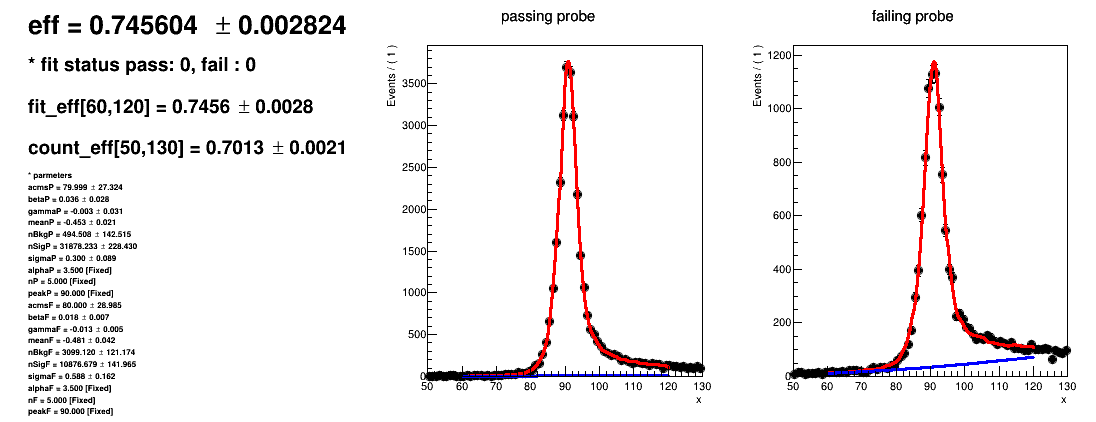 eff = 0.745604 ± 0.002824
* fit status pass: 0, fail : 0
fit_eff[60,120] = 0.7456 ± 0.0028
count_eff[50,130] = 0.7013 ± 0.0021
* parmeters
acmsP = 79.999 ± 27.324
betaP = 0.036 ± 0.028
gammaP = -0.003 ± 0.031
meanP = -0.453 ± 0.021
nBkgP = 494.508 ± 142.515
nSigP = 31878.233 ± 228.430
sigmaP = 0.300 ± 0.089
alphaP = 3.500 [Fixed]
nP = 5.000 [Fixed]
peakP = 90.000 [Fixed]
acmsF = 80.000 ± 28.985
betaF = 0.018 ± 0.007
gammaF = -0.013 ± 0.005
meanF = -0.481 ± 0.042
nBkgF = 3099.120 ± 121.174
nSigF = 10876.679 ± 141.965
sigmaF = 0.588 ± 0.162
alphaF = 3.500 [Fixed]
nF = 5.000 [Fixed]
peakF = 90.000 [Fixed]
passing probe
Events / ( 1 )
3500
3000
2500
2000
1500
1000
500
0
50 60 70 80 90 100 110 120 130
x
failing probe
Events / ( 1 )
1200
1000
800
600
400
200
0
50 60 70 80 90 100 110 120 130
x